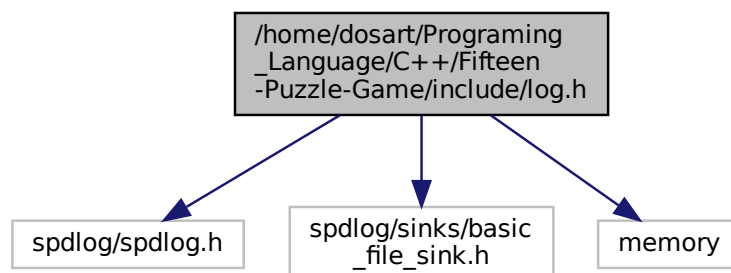 /home/dosart/Programing
_Language/C++/Fifteen
-Puzzle-Game/include/log.h
spdlog/spdlog.h
spdlog/sinks/basic
_file_sink.h
memory